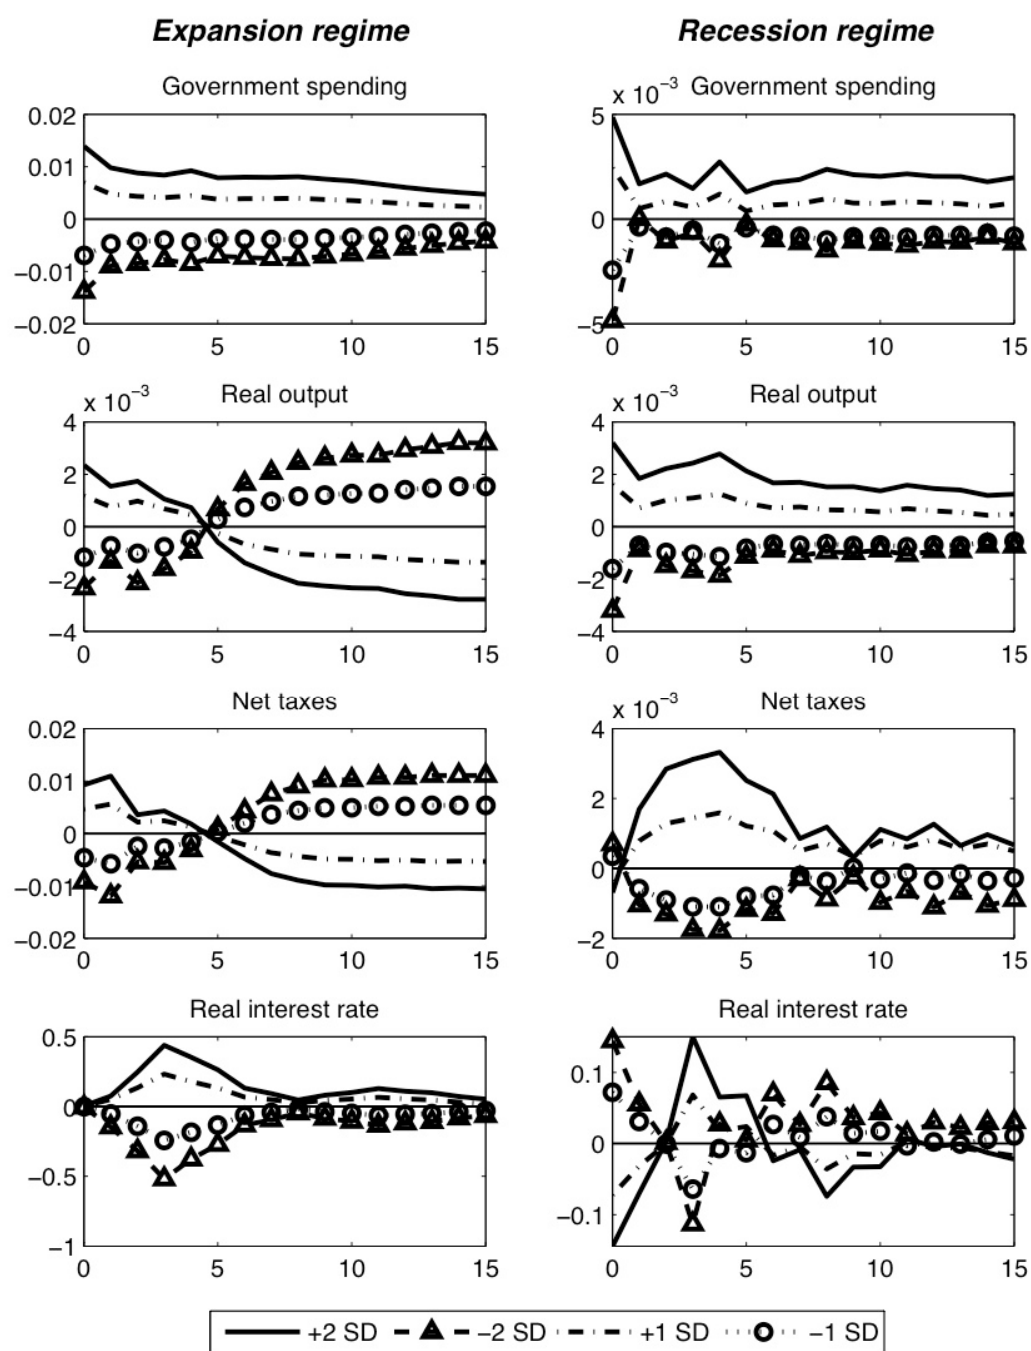 Expansion regime Recession regime
Government spending x 10⁻³ Government spending
0.02 5
0.01
0 0
−0.01
−0.02 −5
0 5 10 15 0 5 10 15
x 10⁻³ Real output x 10⁻³ Real output
4 4
2 2
0 0
−2 −2
−4 −4
0 5 10 15 0 5 10 15
Net taxes x 10⁻³ Net taxes
0.02 4
0.01 2
0 0
−0.01
−0.02 −2
0 5 10 15 0 5 10 15
Real interest rate Real interest rate
0.5 0.1
0 0
−0.5 −0.1
−1
0 5 10 15 0 5 10 15
+2 SD −2 SD +1 SD −1 SD